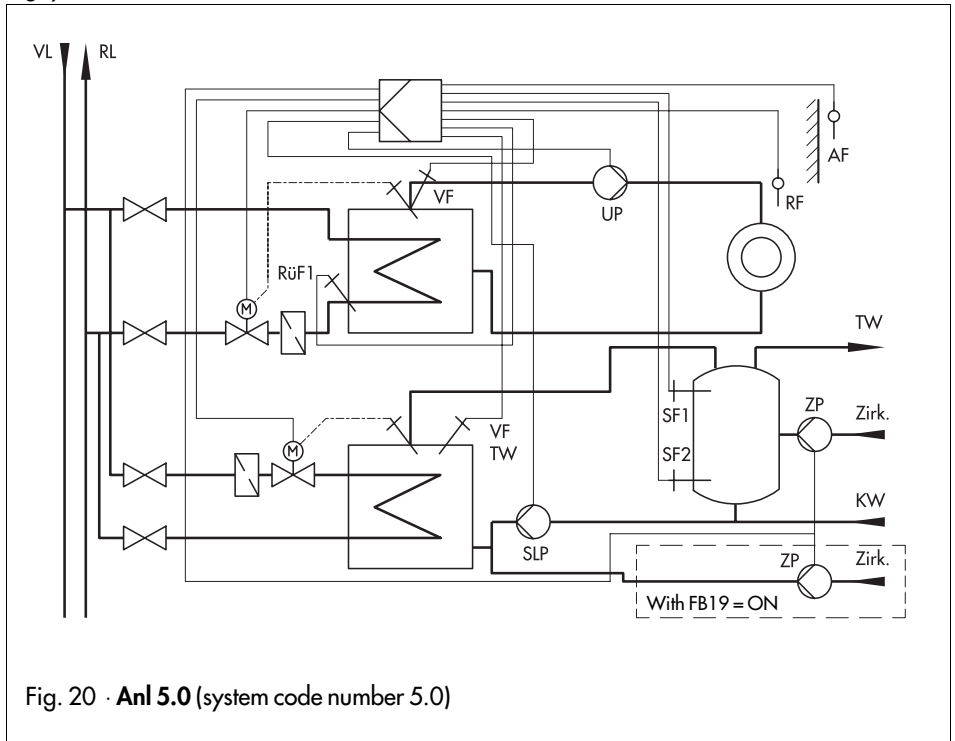 VL RL
AF
VF
RF
UP
RüF1
M
TW
SF1
ZP
Zirk.
VF
TW
M
SF2
KW
SLP
ZP
Zirk.
With FB19 = ON
Fig. 20 · Anl 5.0 (system code number 5.0)